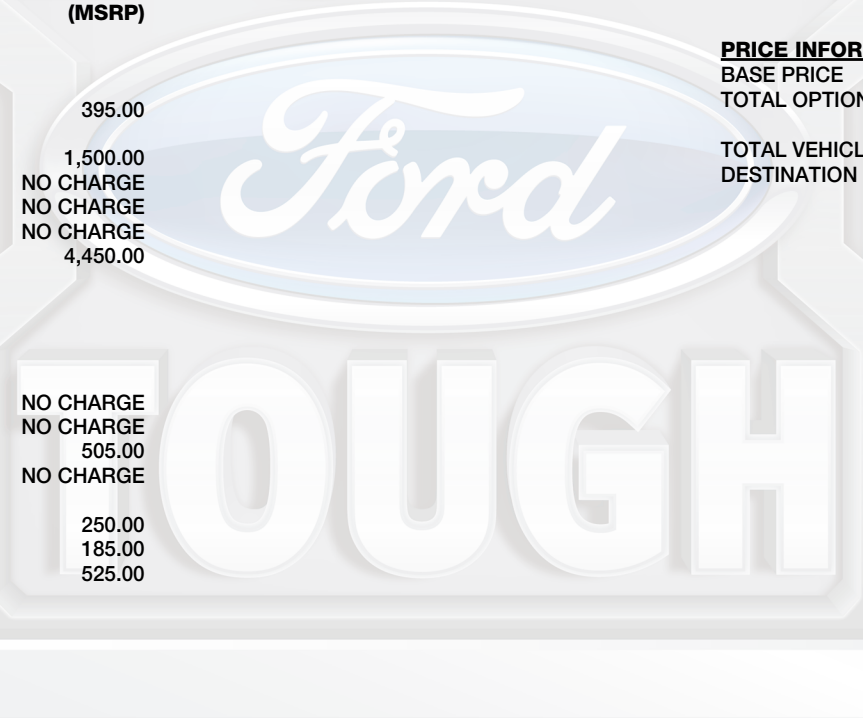 (MSRP)
395.00
1,500.00
NO CHARGE
NO CHARGE
NO CHARGE
4,450.00
NO CHARGE
NO CHARGE
505.00
NO CHARGE
250.00
185.00
525.00
PRICE INFOR
BASE PRICE
TOTAL OPTION
TOTAL VEHICL
DESTINATION
Ford
TOUGH